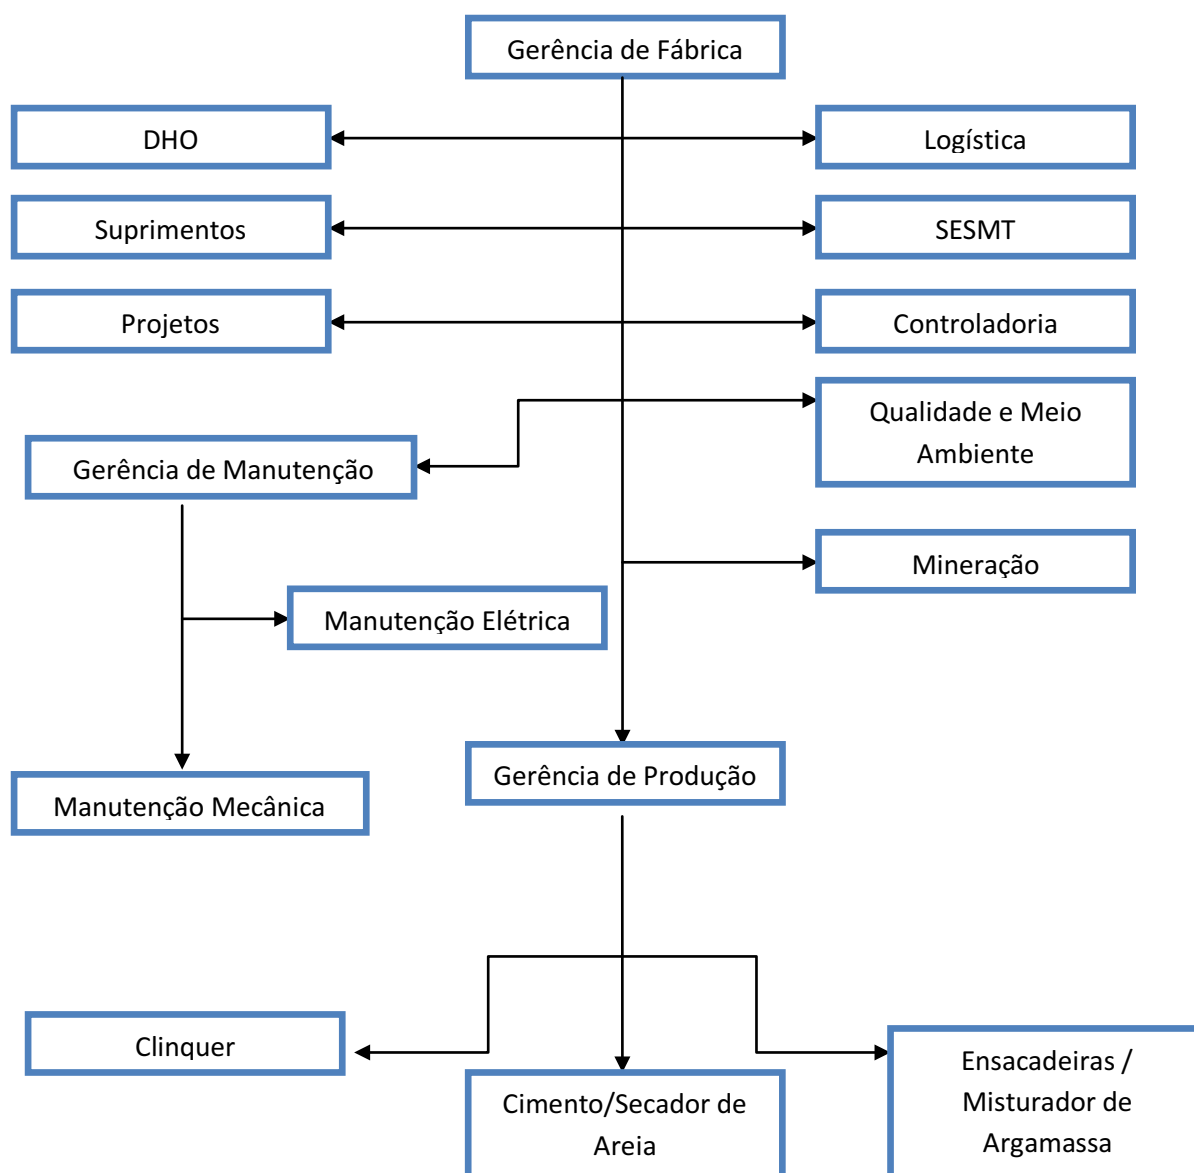 Gerência de Fábrica
DHO
Logística
Suprimentos
SESMT
Projetos
Controladoria
Qualidade e Meio
Ambiente
Gerência de Manutenção
Mineração
Manutenção Elétrica
Gerência de Produção
Manutenção Mecânica
Clinquer
Cimento/Secador de
Areia
Ensacadeiras /
Misturador de
Argamassa